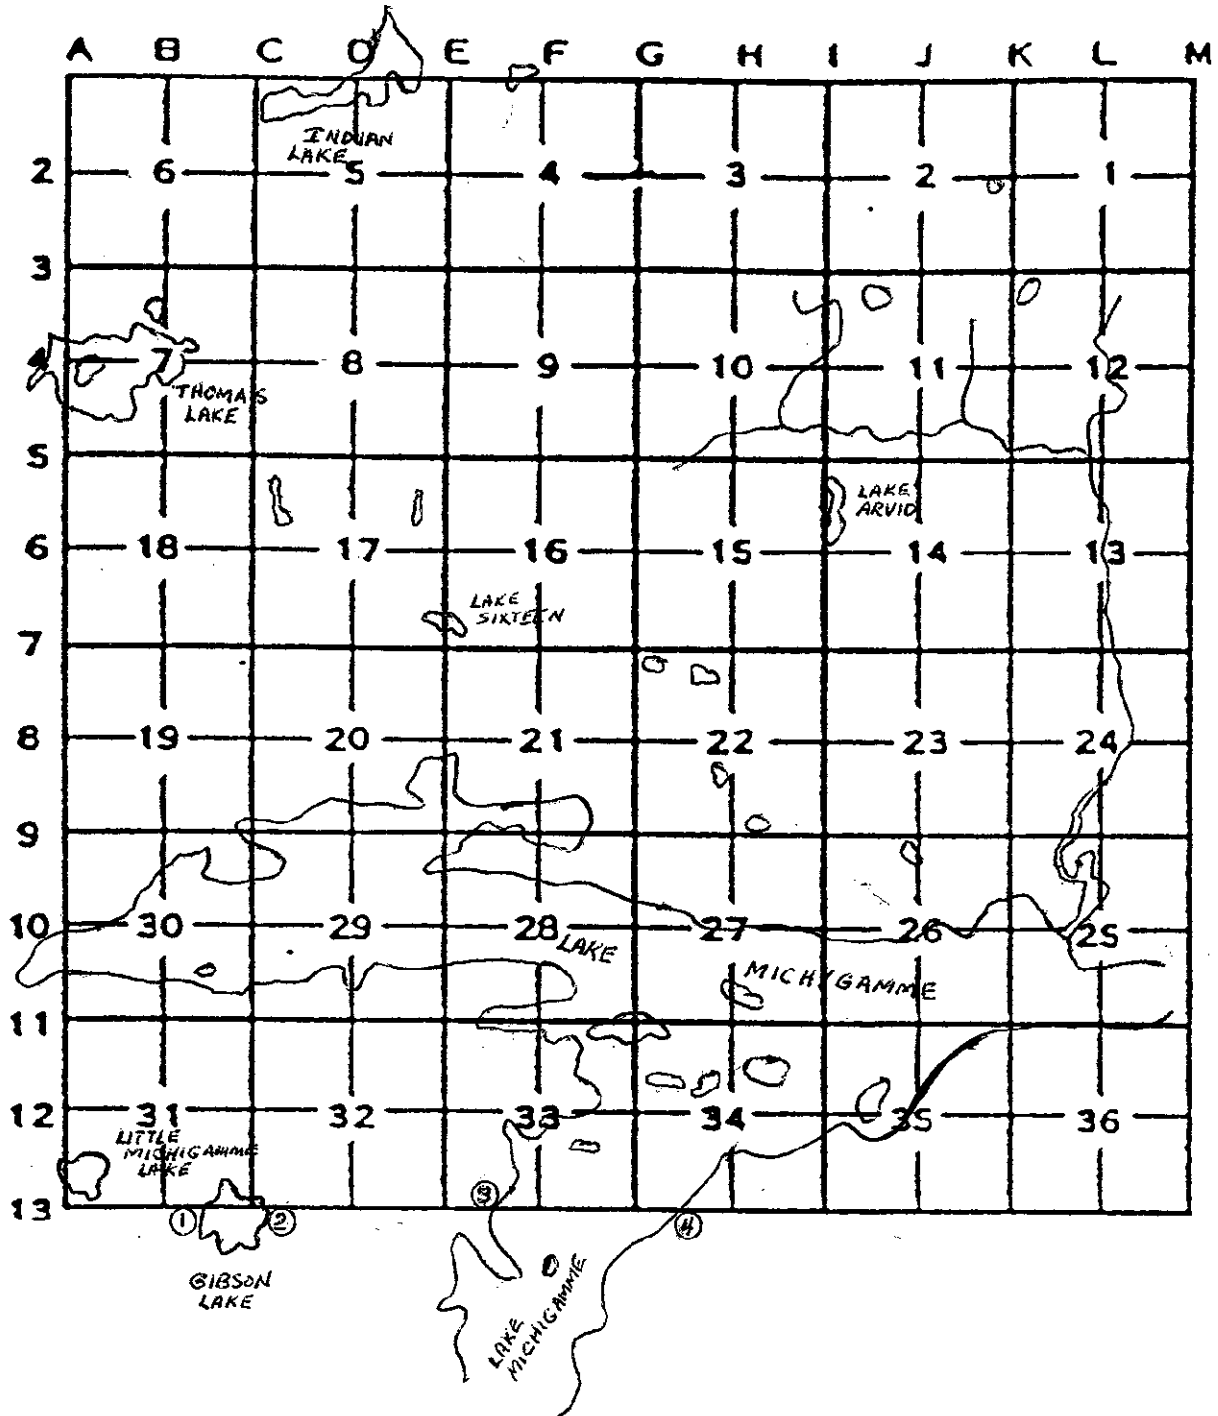 A B C D E F G H I J K L M
INDIAN
LAKE
2 6 5 4 3 2 1
3
4 7 8 9 10 11 12
THOMAS
LAKE
5
LAKE
ARVID
6 18 17 16 15 14 13
LAKE
SIXTEEN
7
8 19 20 21 22 23 24
9
10 30 29 28 27 26 25
LAKE
MICHYGAMME
11
12 31 32 33 34 35 36
LITTLE
MICHIGAMME
LAKE
13
1 2 3 4
GIBSON
LAKE
LAKE
MICHIGAMME